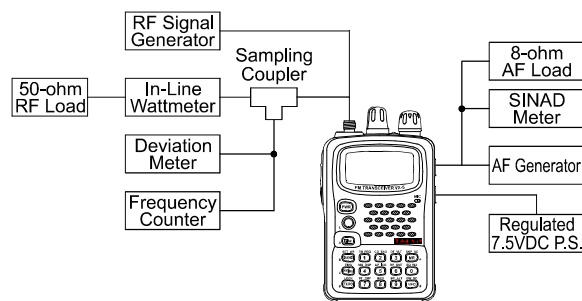 RF Signal
Generator
Sampling
Coupler
8-ohm
AF Load
50-ohm
RF Load
In-Line
Wattmeter
SINAD
Meter
Deviation
Meter
AF Generator
FM TRANSCEIVER VX-5
Frequency
Counter
Regulated
7.5VDC P.S.